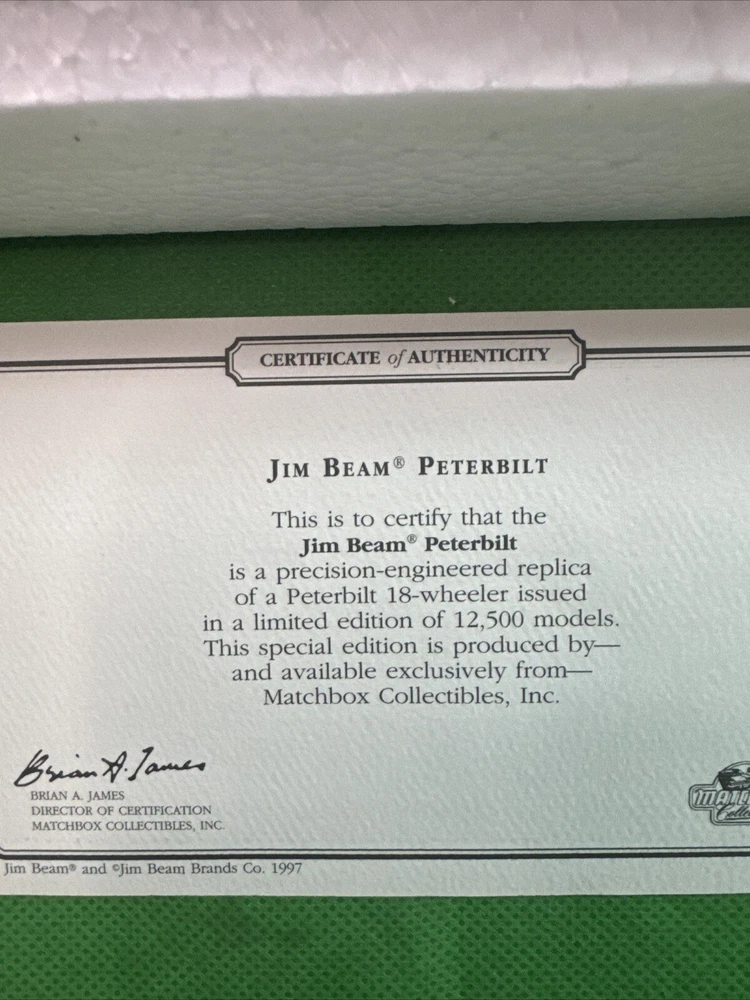 CERTIFICATE of AUTHENTICITY
JIM BEAM® PETERBILT
This is to certify that the
Jim Beam® Peterbilt
is a precision-engineered replica
of a Peterbilt 18-wheeler issued
in a limited edition of 12,500 models.
This special edition is produced by—
and available exclusively from—
Matchbox Collectibles, Inc.
Brian A. James
BRIAN A. JAMES
DIRECTOR OF CERTIFICATION
MATCHBOX COLLECTIBLES, INC.
Jim Beam® and ©Jim Beam Brands Co. 1997